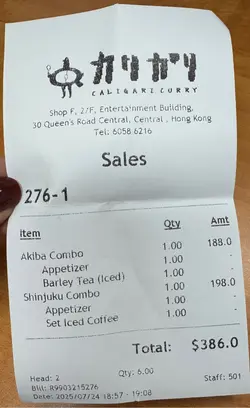 カリカリ
CALIGARI CURRY
Shop F, 2/F, Entertainment Building,
30 Queen's Road Central, Central , Hong Kong
Tel: 6058 6216
Sales
276-1
Item Qty Amt
Akiba Combo 1.00 188.0
Appetizer 1.00 -
Barley Tea (Iced) 1.00 -
Shinjuku Combo 1.00 198.0
Appetizer 1.00 -
Set Iced Coffee 1.00 -
Total: $386.0
Head: 2 Qty: 6.00 Staff: 501
Bill: R9903215276
Date: 2025/07/24 18:57 - 19:08